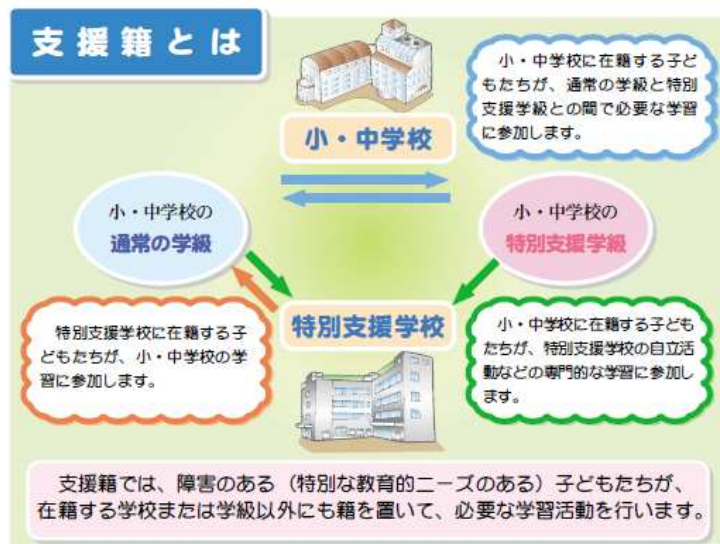 支援籍とは
小・中学校に在籍する子ど
もたちが、通常の学級と特別
支援学級との間で必要な学習
に参加します。
小・中学校
小・中学校の
通常の学級
小・中学校の
特別支援学級
特別支援学校に在籍する子
どもたちが、小・中学校の学
習に参加します。
特別支援学校
小・中学校に在籍する子ども
たちが、特別支援学校の自立活
動などの専門的な学習に参加し
ます。
支援籍では、障害のある（特別な教育的ニーズのある）子どもたちが、
在籍する学校または学級以外にも籍を置いて、必要な学習活動を行います。